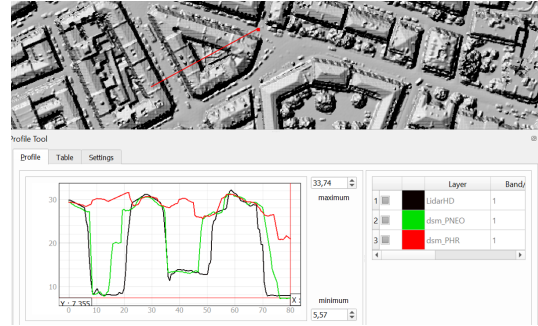 Profile Tool
Profile Table Settings
33,74
maximum
minimum
5,57
30
20
10
0 10 20 30 40 50 60 70 80
Y : 7.355
X :
Layer Band/
1 LidarHD 1
2 dsm_PNEO 1
3 dsm_PHR 1